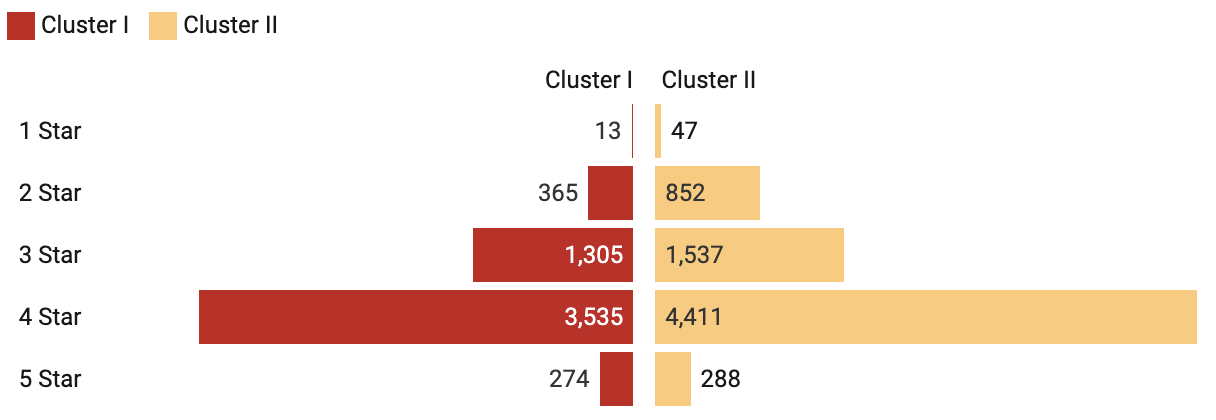 Cluster I Cluster II
Cluster I Cluster II
1 Star 13 47
2 Star 365 852
3 Star 1,305 1,537
4 Star 3,535 4,411
5 Star 274 288